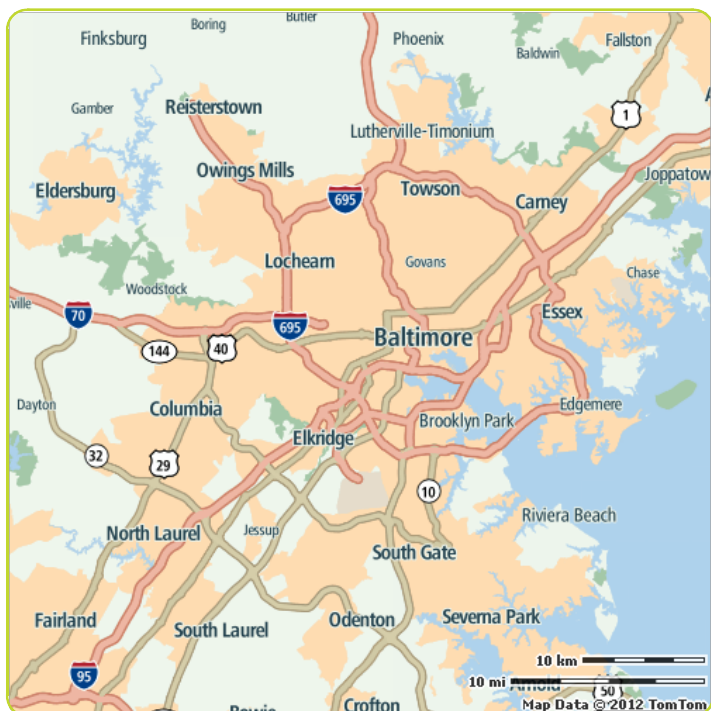 Boring
Butler
Finksburg
Phoenix
Fallston
Baldwin
Gamber
Reisterstown
1
Lutherville-Timonium
Owings Mills
Joppatow
Eldersburg
Towson
695
Carney
Lochearn
Govans
Chase
Woodstock
ville
70
Essex
695
Baltimore
144
40
Dayton
Columbia
Edgemere
Brooklyn Park
Elkridge
32
29
10
Riviera Beach
North Laurel
Jessup
South Gate
Fairland
South Laurel
Odenton
Severna Park
10 km
95
10 mi
Arnold
50
Crofton
Bowie
Map Data © 2012 TomTom